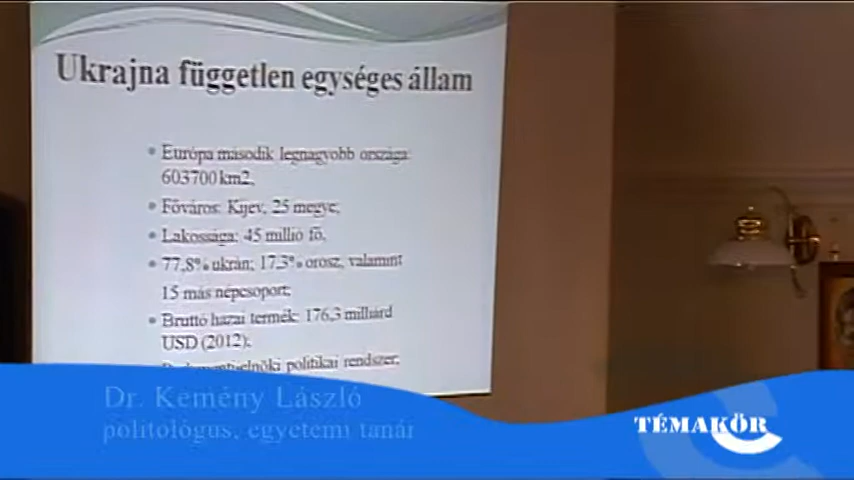 Ukrajna független egységes állam
• Európa második legnagyobb országa:
603700 km2,
• Főváros: Kijev, 25 megye;
• Lakossága: 45 millió fő,
• 77,8% ukrán; 17,3% orosz, valamint
15 más népcsoport;
• Bruttó hazai termék: 176,3 milliárd
USD (2012);
politikai rendszer;
Dr. Kemény László
politológus, egyetemi tanár
TÉMAKÖR